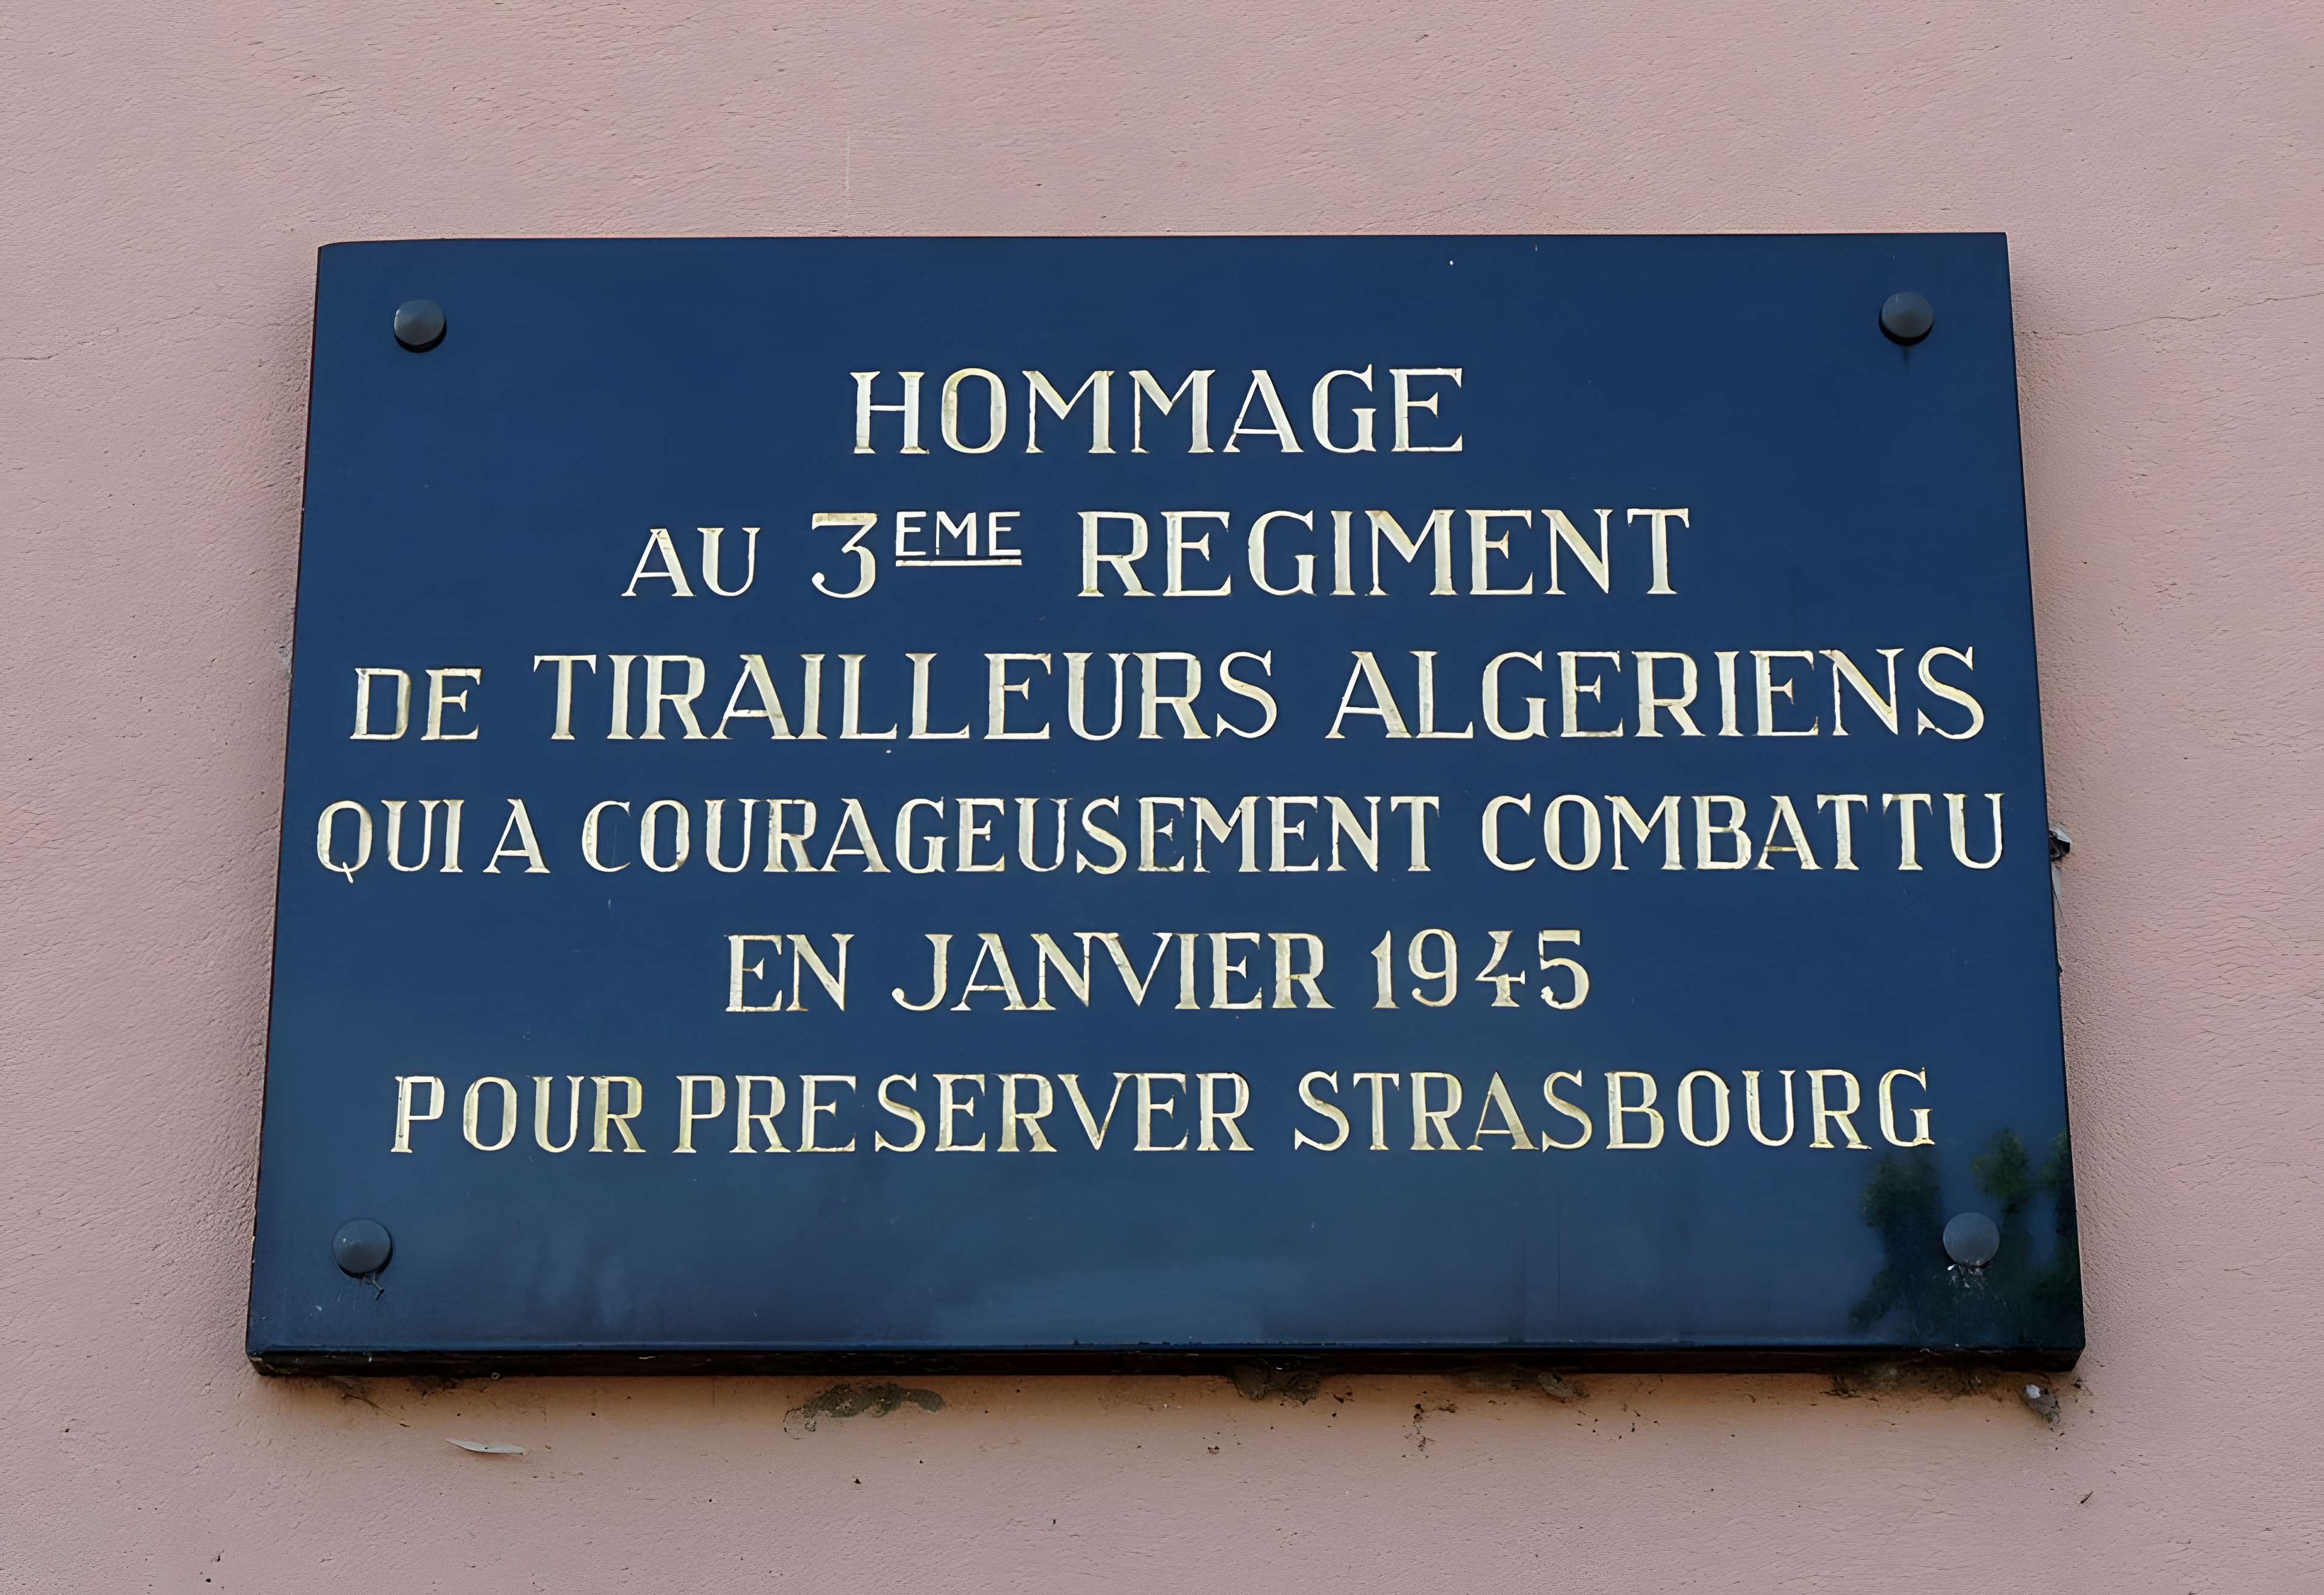 HOMMAGE
AU 3EME REGIMENT
DE TIRAILLEURS ALGERIENS
QUI A COURAGEUSEMENT COMBATTU
EN JANVIER 1945
POUR PRESERVER STRASBOURG